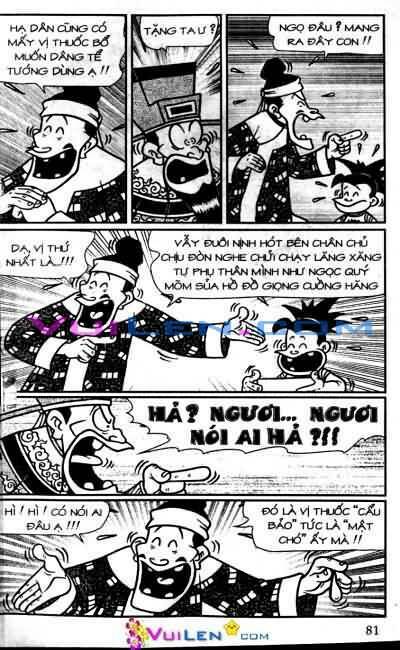 HẠ DÂN CŨNG CÓ
MẤY VỊ THUỐC BỔ
MUỐN DÂNG TỂ
TƯỚNG DÙNG Ạ !!
TẶNG TA Ư ?
NGỌ ĐÂU ? MANG
RA ĐÂY CON !!
DẠ, VỊ THỨ
NHẤT LÀ...!!!
VẪY ĐUÔI NỊNH HÓT BÊN CHÂN CHỦ
CHỊU ĐÒN NGHE CHỬI CHẠY LĂNG XĂNG
TỰ PHỤ THÂN MÌNH NHƯ NGỌC QUÝ
MÕM SỦA HỒ ĐỒ GIỌNG CUỒNG HĂNG
VUILEN.COM
HẢ ? NGƯƠI... NGƯƠI
NÓI AI HẢ ?!!
HÌ ! HÌ ! CÓ NÓI AI
ĐÂU Ạ !!!
ĐÓ LÀ VỊ THUỐC "CẨU
BẢO" TỨC LÀ "MẬT
CHÓ" ẤY MÀ !!
81
VUILEN.COM